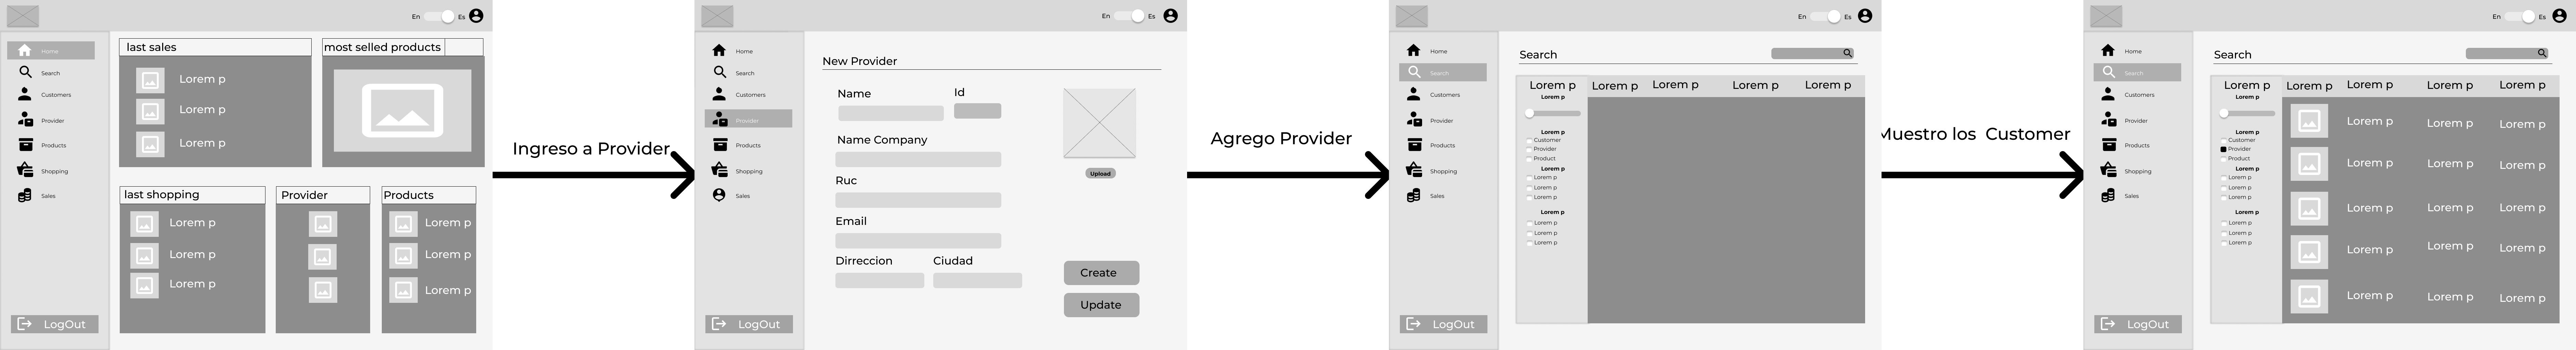 En Es
Home
Search
Customers
Provider
Products
Shopping
Sales
LogOut
last sales
Lorem p
Lorem p
Lorem p
most selled products
last shopping
Lorem p
Lorem p
Lorem p
Provider
Products
Lorem p
Lorem p
Lorem p
Ingreso a Provider
En Es
Home
Search
Customers
Provider
Products
Shopping
Sales
LogOut
New Provider
Name Id
Name Company
Ruc
Email
Dirreccion Ciudad
Upload
Create
Update
Agrego Provider
En Es
Home
Search
Customers
Provider
Products
Shopping
Sales
LogOut
Search
Lorem p Lorem p Lorem p Lorem p Lorem p
Lorem p
Lorem p
Customer
Provider
Product
Lorem p
Lorem p
Lorem p
Lorem p
Lorem p
Lorem p
Lorem p
Lorem p
Muestro los Customer
En Es
Home
Search
Customers
Provider
Products
Shopping
Sales
LogOut
Search
Lorem p Lorem p Lorem p Lorem p Lorem p
Lorem p
Lorem p
Customer
Provider
Product
Lorem p
Lorem p
Lorem p
Lorem p
Lorem p
Lorem p
Lorem p
Lorem p
Lorem p Lorem p Lorem p
Lorem p Lorem p Lorem p
Lorem p Lorem p Lorem p
Lorem p Lorem p Lorem p
Lorem p Lorem p Lorem p